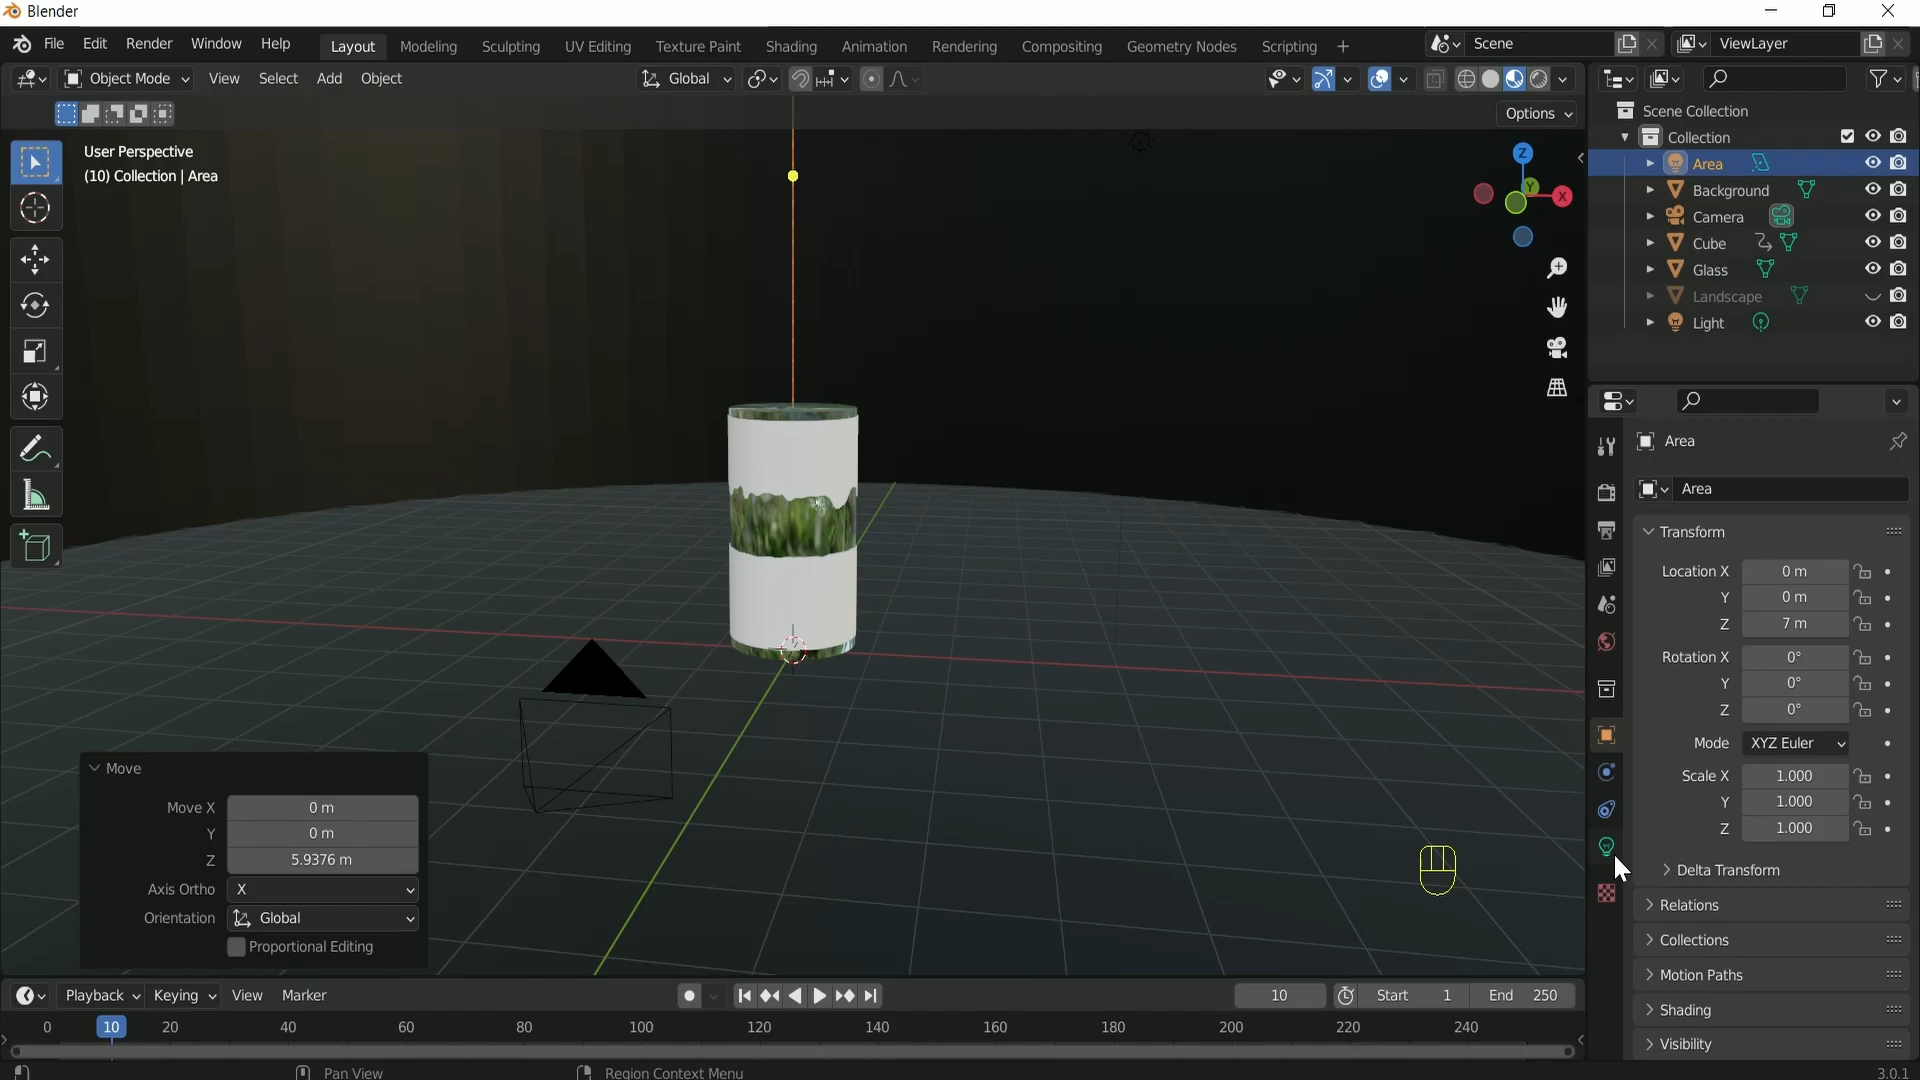 Blender
File Edit Render Window Help
Layout Modeling Sculpting UV Editing Texture Paint Shading Animation Rendering Compositing Geometry Nodes Scripting
Scene
ViewLayer
Object Mode View Select Add Object
Global
Options
User Perspective
(10) Collection | Area
Z
Y
X
Scene Collection
Collection
Area
Background
Camera
Cube
Glass
Landscape
Light
Area
Area
Transform
Location X 0 m
Y 0 m
Z 7 m
Rotation X 0°
Y 0°
Z 0°
Mode XYZ Euler
Scale X 1.000
Y 1.000
Z 1.000
Delta Transform
Relations
Collections
Motion Paths
Shading
Visibility
Move
Move X 0 m
Y 0 m
Z 5.9376 m
Axis Ortho X
Orientation Global
Proportional Editing
Playback Keying View Marker
10 Start 1 End 250
0 10 20 40 60 80 100 120 140 160 180 200 220 240
Pan View Region Context Menu 3.0.1